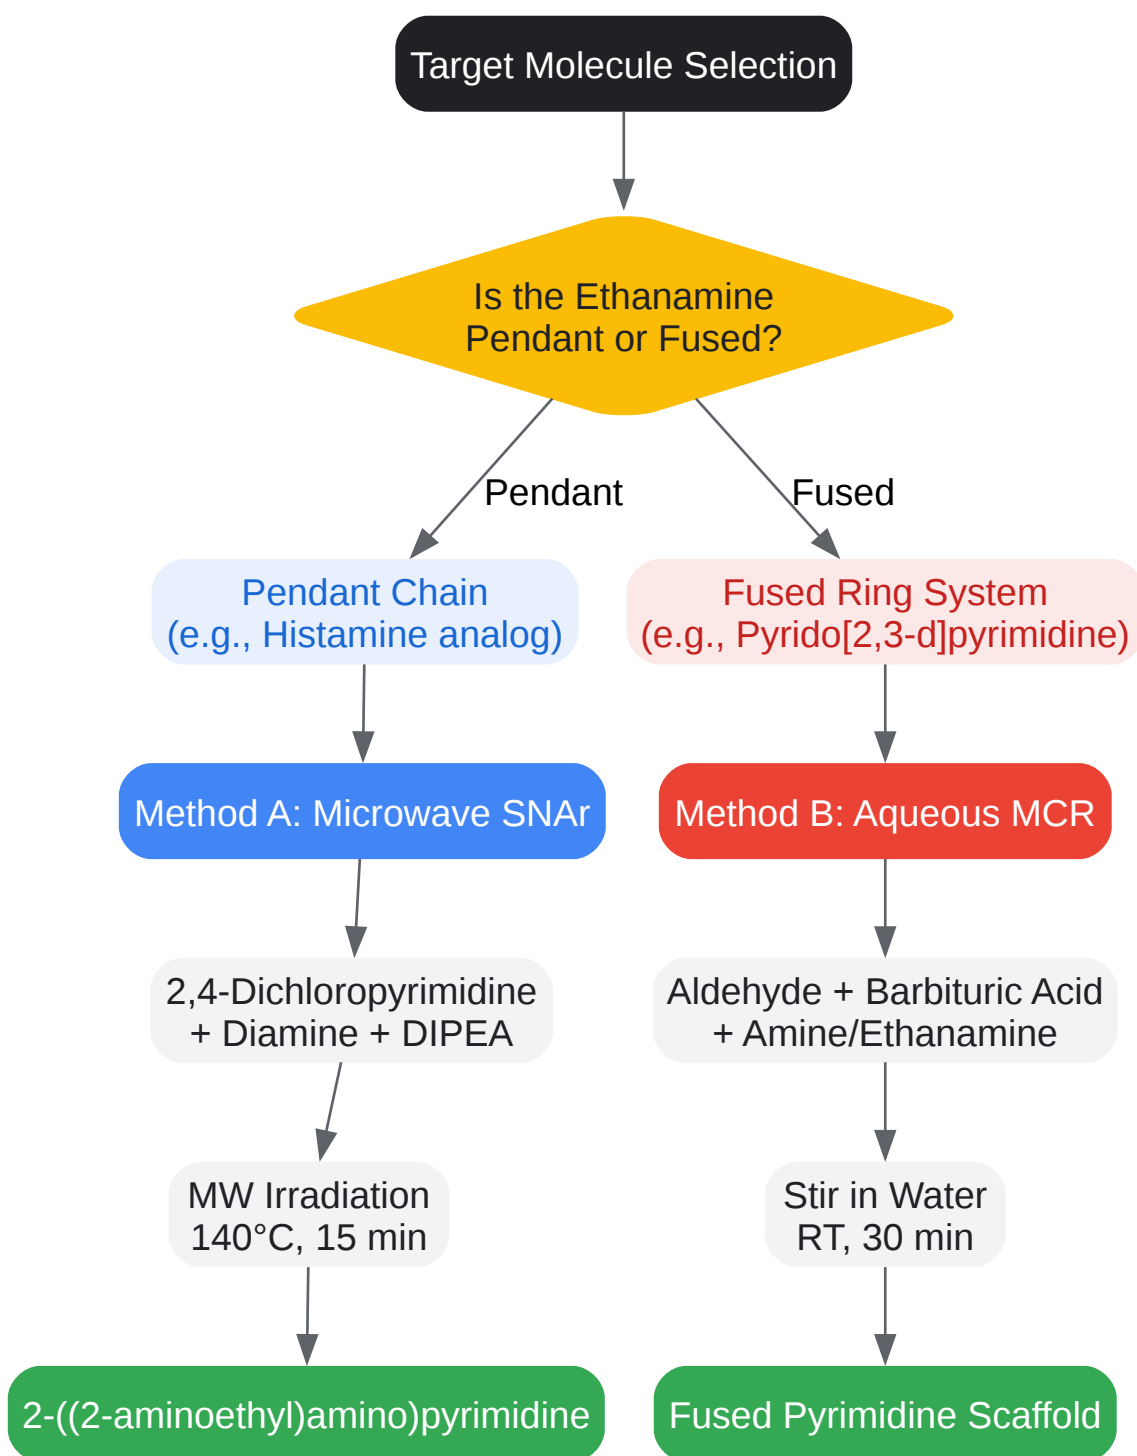 Target Molecule Selection
Is the Ethanamine
Pendant or Fused?
Pendant
Fused
Pendant Chain
(e.g., Histamine analog)
Fused Ring System
(e.g., Pyrido[2,3-d]pyrimidine)
Method A: Microwave SNAr
Method B: Aqueous MCR
2,4-Dichloropyrimidine
+ Diamine + DIPEA
Aldehyde + Barbituric Acid
+ Amine/Ethanamine
MW Irradiation
140°C, 15 min
Stir in Water
RT, 30 min
2-((2-aminoethyl)amino)pyrimidine
Fused Pyrimidine Scaffold